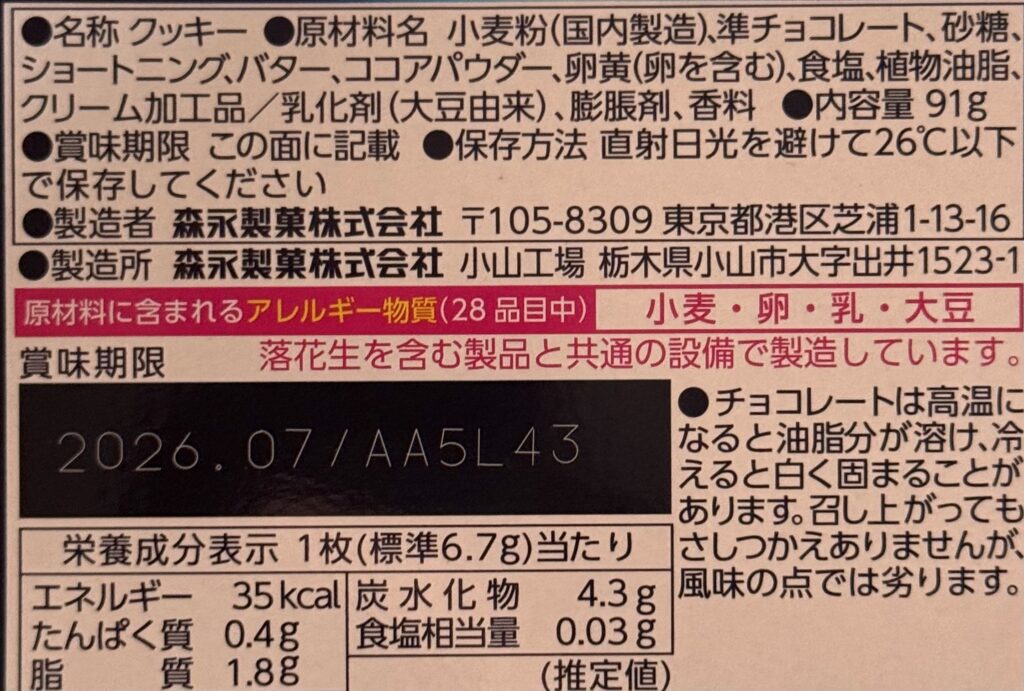 ●名称 クッキー ●原材料名 小麦粉(国内製造)、準チョコレート、砂糖、
ショートニング、バター、ココアパウダー、卵黄(卵を含む)、食塩、植物油脂、
クリーム加工品／乳化剤(大豆由来)、膨脹剤、香料 ●内容量 91g
●賞味期限 この面に記載 ●保存方法 直射日光を避けて26℃以下
で保存してください
●製造者 森永製菓株式会社 〒105-8309 東京都港区芝浦1-13-16
●製造所 森永製菓株式会社 小山工場 栃木県小山市大字出井1523-1
原材料に含まれるアレルギー物質(28品目中) 小麦・卵・乳・大豆
落花生を含む製品と共通の設備で製造しています。
賞味期限
2026.07/AA5L43
●チョコレートは高温に
なると油脂分が溶け、冷
えると白く固まることが
あります。召し上がっても
さしつかえありませんが、
風味の点では劣ります。
栄養成分表示 1枚(標準6.7g)当たり
エネルギー 35kcal
たんぱく質 0.4g
脂質 1.8g
炭水化物 4.3g
食塩相当量 0.03g
(推定値)